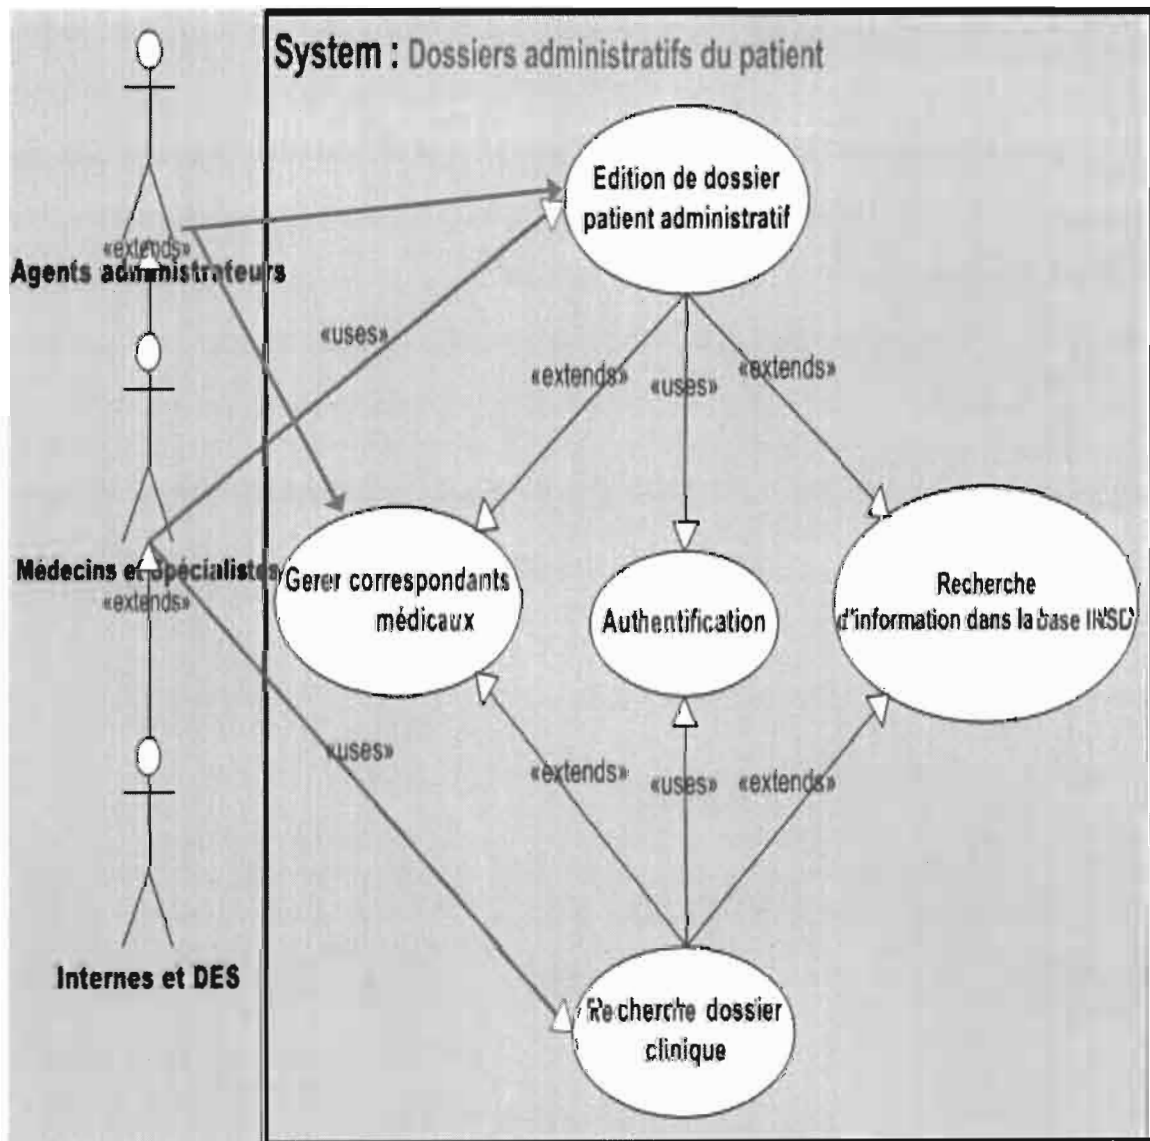 System : Dossiers administratifs du patient
Edition de dossier
patient administratif
«extends»
Agents administrateurs
«uses»
«extends»
«uses»
«extends»
Médecins et Spécialistes
«extends»
Gerer correspondants
médicaux
Authentification
Recherche
d'information dans la base INSD
«uses»
«extends»
«uses»
«extends»
Internes et DES
Recherche dossier
clinique